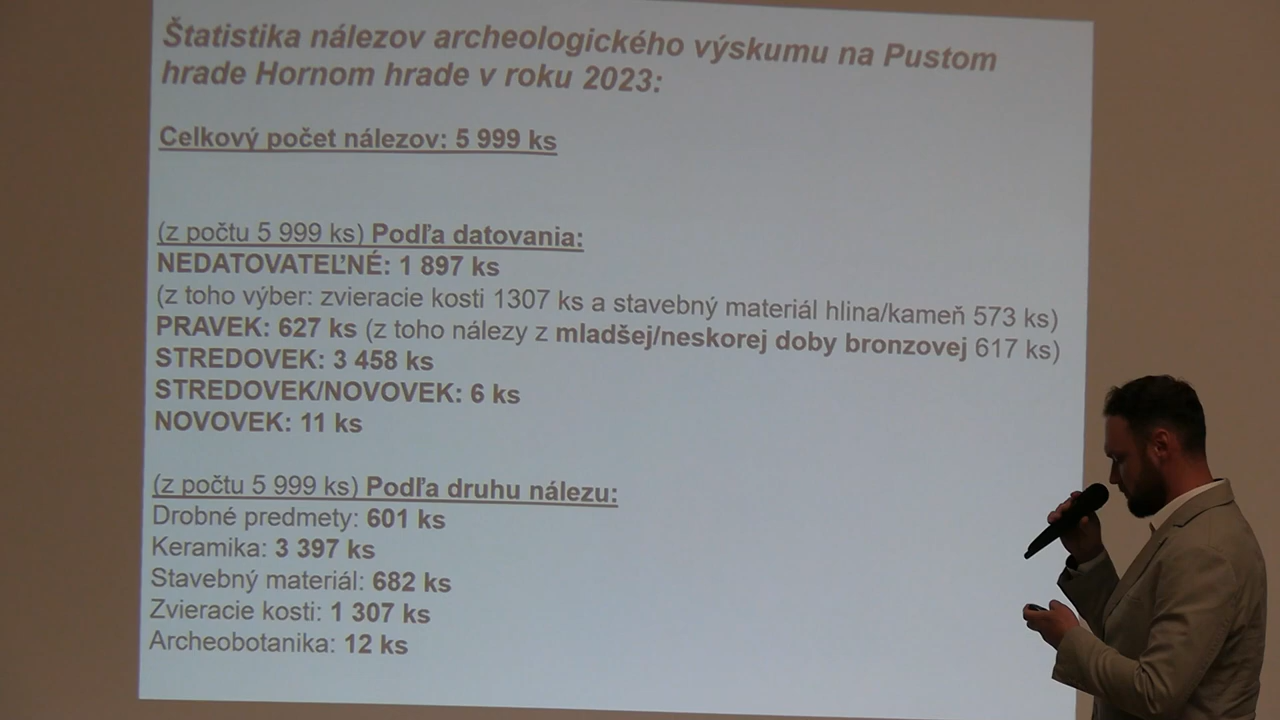 Štatistika nálezov archeologického výskumu na Pustom
hrade Hornom hrade v roku 2023:
Celkový počet nálezov: 5 999 ks
(z počtu 5 999 ks) Podľa datovania:
NEDATOVATEĽNÉ: 1 897 ks
(z toho výber: zvieracie kosti 1307 ks a stavebný materiál hlina/kameň 573 ks)
PRAVEK: 627 ks (z toho nálezy z mladšej/neskorej doby bronzovej 617 ks)
STREDOVEK: 3 458 ks
STREDOVEK/NOVOVEK: 6 ks
NOVOVEK: 11 ks
(z počtu 5 999 ks) Podľa druhu nálezu:
Drobné predmety: 601 ks
Keramika: 3 397 ks
Stavebný materiál: 682 ks
Zvieracie kosti: 1 307 ks
Archeobotanika: 12 ks